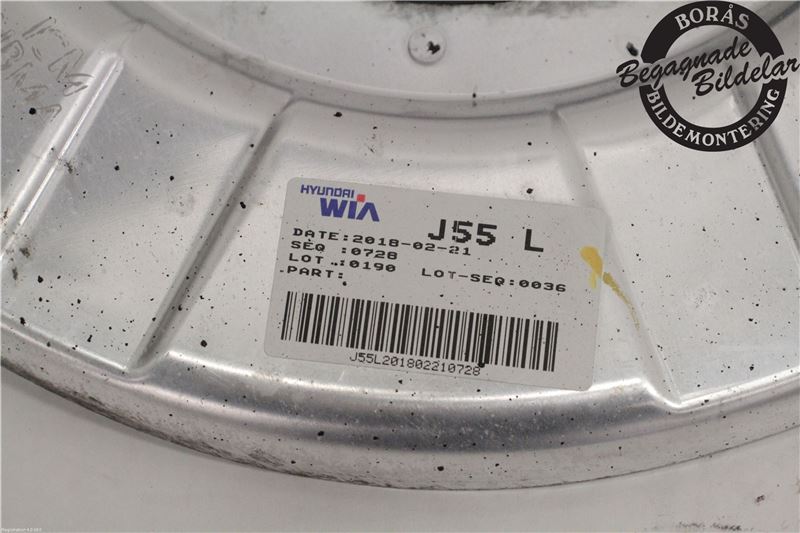 BORÅS
Begagnade
Bildelar
BILDEMONTERING
HYUNDAI
WIA
J55 L
DATE:2018-02-21
SEQ :0728
LOT :0190 LOT-SEQ:0036
PART:
J55L201802210728